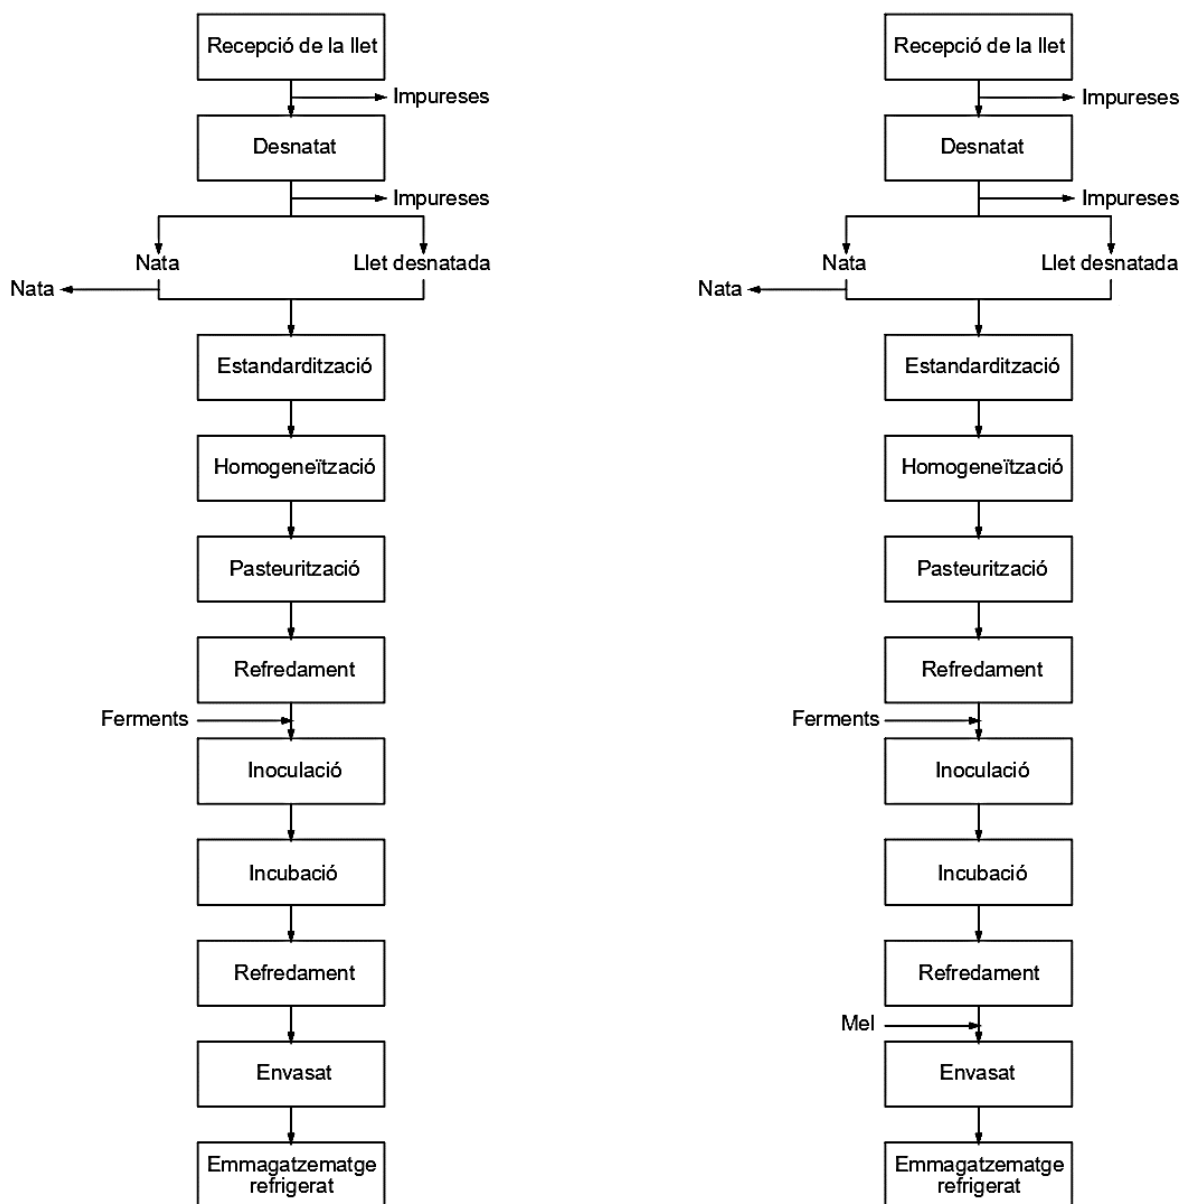 Recepció de la llet
Impureses
Desnatat
Impureses
Nata
Llet desnatada
Nata
Estandardització
Homogeneïtzació
Pasteurització
Refredament
Ferments
Inoculació
Incubació
Refredament
Envasat
Emmagatzematge
refrigerat
Recepció de la llet
Impureses
Desnatat
Impureses
Nata
Llet desnatada
Nata
Estandardització
Homogeneïtzació
Pasteurització
Refredament
Ferments
Inoculació
Incubació
Refredament
Mel
Envasat
Emmagatzematge
refrigerat